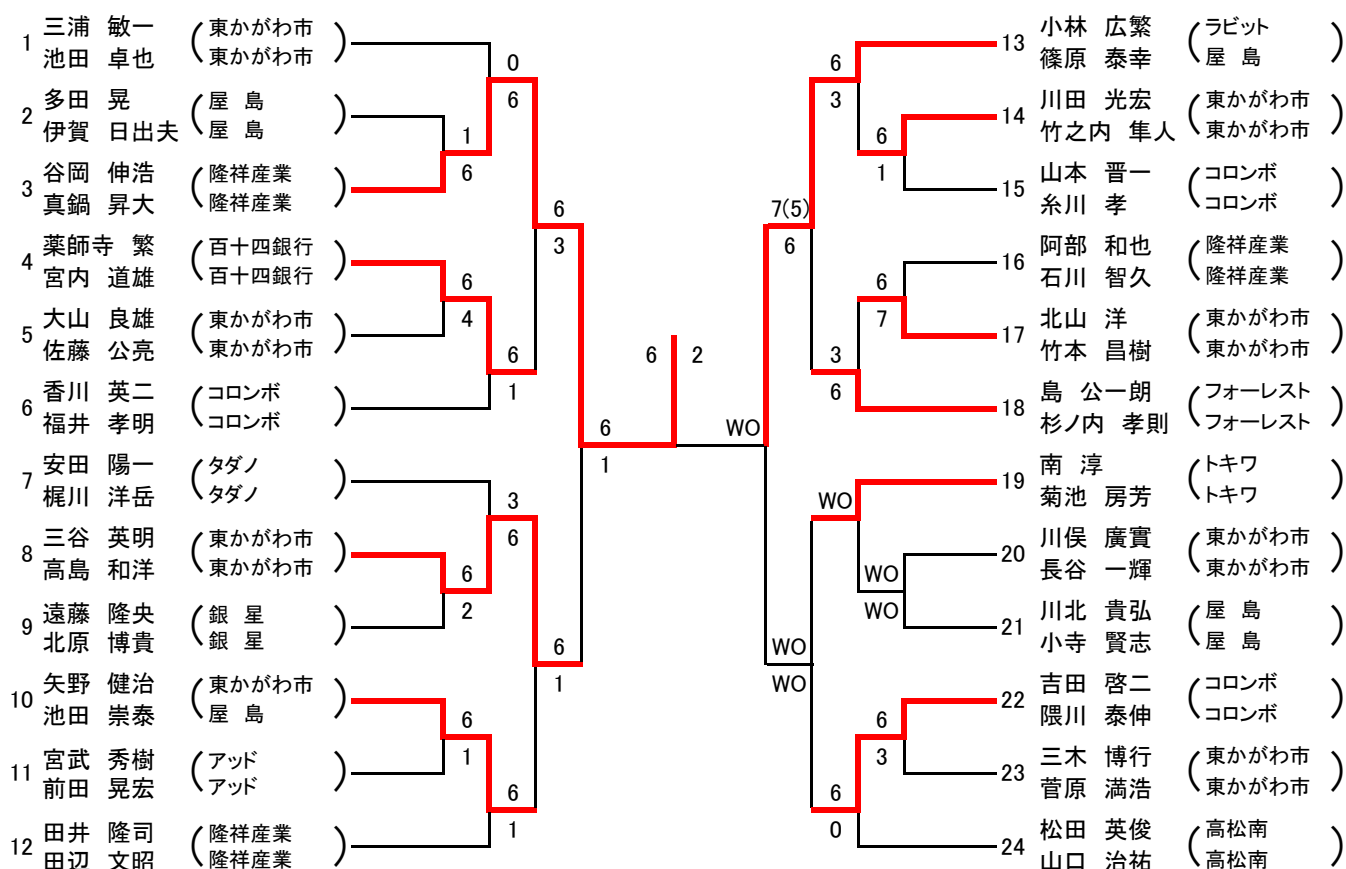 1 三浦 敏一 (東かがわ市)
池田 卓也 (東かがわ市)
0
6
2 多田 晃 (屋 島)
伊賀 日出夫 (屋 島)
1
6
3 谷岡 伸浩 (隆祥産業)
真鍋 昇大 (隆祥産業)
6
3
4 薬師寺 繁 (百十四銀行)
宮内 道雄 (百十四銀行)
6
4
5 大山 良雄 (東かがわ市)
佐藤 公亮 (東かがわ市)
6
1
6 香川 英二 (コロンボ)
福井 孝明 (コロンボ)
6
1
7 安田 陽一 (タダノ)
梶川 洋岳 (タダノ)
3
6
8 三谷 英明 (東かがわ市)
高島 和洋 (東かがわ市)
6
2
9 遠藤 隆央 (銀 星)
北原 博貴 (銀 星)
6
1
10 矢野 健治 (東かがわ市)
池田 崇泰 (屋 島)
6
1
11 宮武 秀樹 (アッド)
前田 晃宏 (アッド)
6
1
12 田井 隆司 (隆祥産業)
田辺 文昭 (隆祥産業)
6 2
13 小林 広繁 (ラビット)
篠原 泰幸 (屋 島)
6
3
14 川田 光宏 (東かがわ市)
竹之内 隼人 (東かがわ市)
6
1
15 山本 晋一 (コロンボ)
糸川 孝 (コロンボ)
7(5)
6
16 阿部 和也 (隆祥産業)
石川 智久 (隆祥産業)
6
7
17 北山 洋 (東かがわ市)
竹本 昌樹 (東かがわ市)
3
6
18 島 公一朗 (フォーレスト)
杉ノ内 孝則 (フォーレスト)
WO
19 南 淳 (トキワ)
菊池 房芳 (トキワ)
WO
20 川俣 廣實 (東かがわ市)
長谷 一輝 (東かがわ市)
WO
WO
21 川北 貴弘 (屋 島)
小寺 賢志 (屋 島)
WO
WO
22 吉田 啓二 (コロンボ)
隈川 泰伸 (コロンボ)
6
3
23 三木 博行 (東かがわ市)
菅原 満浩 (東かがわ市)
6
0
24 松田 英俊 (高松南)
山口 治祐 (高松南)